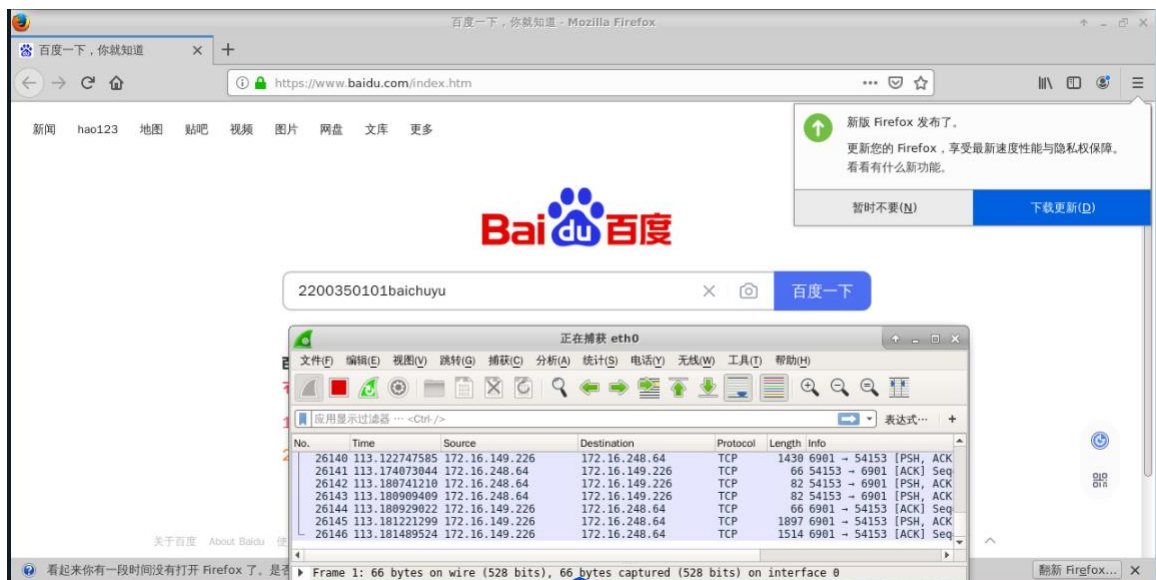 百度一下，你就知道 - Mozilla Firefox
百度一下，你就知道
https://www.baidu.com/index.htm
新闻 hao123 地图 贴吧 视频 图片 网盘 文库 更多
新版 Firefox 发布了。
更新您的 Firefox，享受最新速度性能与隐私权保障。
看看有什么新功能。
暂时不要(N) 下载更新(D)
Bai du 百度
2200350101baichuyu 百度一下
正在捕获 eth0
文件(F) 编辑(E) 视图(V) 跳转(G) 捕获(C) 分析(A) 统计(S) 电话(Y) 无线(W) 工具(T) 帮助(H)
应用显示过滤器 … <Ctrl-/> 表达式… +
No. Time Source Destination Protocol Length Info
26140 113.122747585 172.16.149.226 172.16.248.64 TCP 1430 6901 → 54153 [PSH, ACK
26141 113.174073044 172.16.248.64 172.16.149.226 TCP 66 54153 → 6901 [ACK] Seq
26142 113.180741210 172.16.248.64 172.16.149.226 TCP 82 54153 → 6901 [PSH, ACK
26143 113.180909409 172.16.248.64 172.16.149.226 TCP 82 54153 → 6901 [PSH, ACK
26144 113.180929022 172.16.149.226 172.16.248.64 TCP 66 6901 → 54153 [ACK] Seq
26145 113.181221299 172.16.149.226 172.16.248.64 TCP 1897 6901 → 54153 [PSH, ACK
26146 113.181489524 172.16.149.226 172.16.248.64 TCP 1514 6901 → 54153 [PSH, ACK
关于百度 About Baidu 使
Frame 1: 66 bytes on wire (528 bits), 66 bytes captured (528 bits) on interface 0
看起来你有一段时间没有打开 Firefox 了。是否 翻新 Firefox…